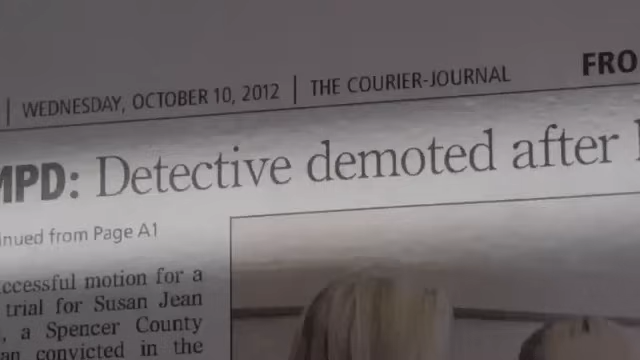 WEDNESDAY, OCTOBER 10, 2012 | THE COURIER-JOURNAL
FRO
MPD: Detective demoted after
inued from Page A1
ccessful motion for a
trial for Susan Jean
, a Spencer County
an convicted in the